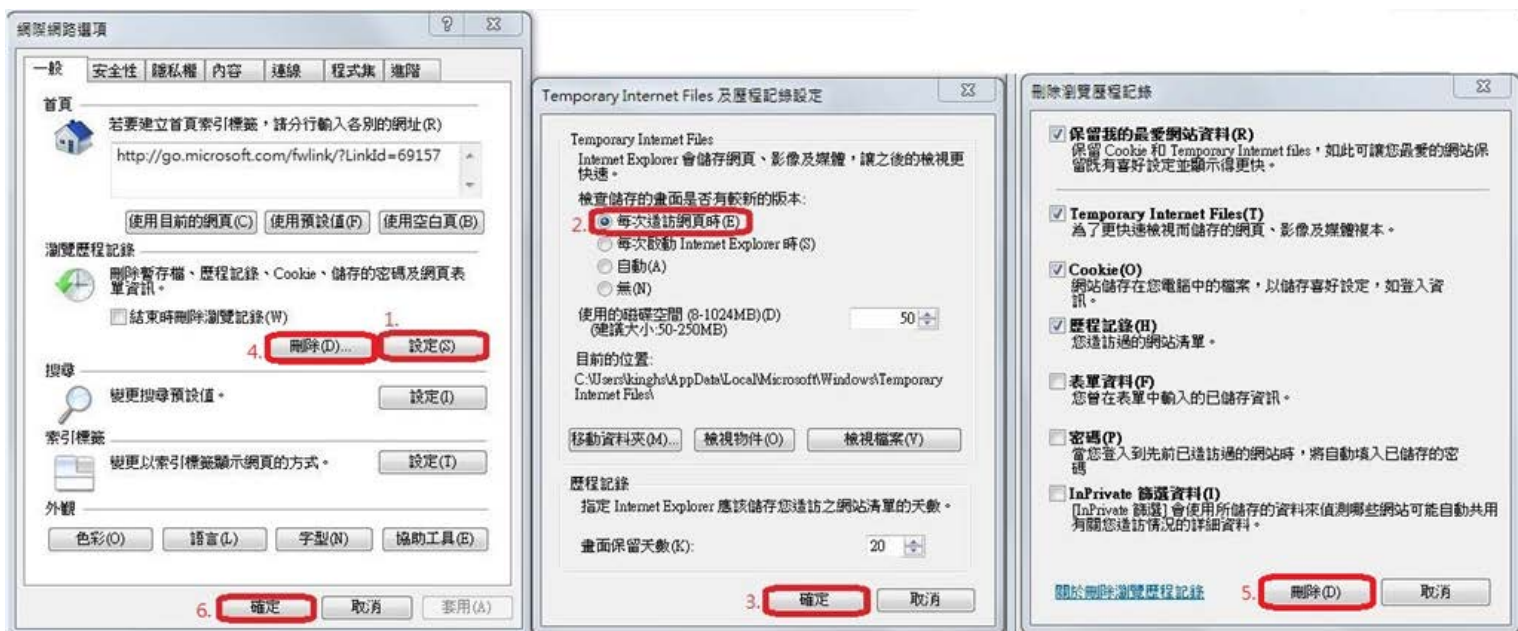 網際網路選項
一般 安全性 隱私權 內容 連線 程式集 進階
首頁
若要建立首頁索引標籤，請分行輸入各別的網址(R)
http://go.microsoft.com/fwlink/?LinkId=69157
使用目前的網頁(C) 使用預設值(F) 使用空白頁(B)
瀏覽歷程記錄
刪除暫存檔、歷程記錄、Cookie、儲存的密碼及網頁表
單資訊。
結束時刪除瀏覽記錄(W)
1.
4. 刪除(D)... 設定(S)
搜尋
變更搜尋預設值。 設定(I)
索引標籤
變更以索引標籤顯示網頁的方式。 設定(T)
外觀
色彩(O) 語言(L) 字型(N) 協助工具(E)
6. 確定 取消 套用(A)
Temporary Internet Files 及歷程記錄設定
Temporary Internet Files
Internet Explorer 會儲存網頁、影像及媒體，讓之後的檢視更
快速。
檢查儲存的畫面是否有較新的版本:
2. 每次造訪網頁時(E)
每次啟動 Internet Explorer 時(S)
自動(A)
無(N)
使用的磁碟空間 (8-1024MB)(D) 50
(建議大小:50-250MB)
目前的位置:
C:\Users\kinghs\AppData\Local\Microsoft\Windows\Temporary
Internet Files\
移動資料夾(M)... 檢視物件(O) 檢視檔案(V)
歷程記錄
指定 Internet Explorer 應該儲存您造訪之網站清單的天數。
畫面保留天數(K): 20
3. 確定 取消
刪除瀏覽歷程記錄
保留我的最愛網站資料(R)
保留 Cookie 和 Temporary Internet files，如此可讓您最愛的網站保
留既有喜好設定並顯示得更快。
Temporary Internet Files(T)
為了更快速檢視而儲存的網頁、影像及媒體複本。
Cookie(O)
網站儲存在您電腦中的檔案，以儲存喜好設定，如登入資
訊。
歷程記錄(H)
您造訪過的網站清單。
表單資料(F)
您曾在表單中輸入的已儲存資訊。
密碼(P)
當您登入到先前已造訪過的網站時，將自動填入已儲存的密
碼
InPrivate 篩選資料(I)
[InPrivate 篩選] 會使用所儲存的資料來偵測哪些網站可能自動共用
有關您造訪情況的詳細資料。
關於刪除瀏覽歷程記錄 5. 刪除(D) 取消